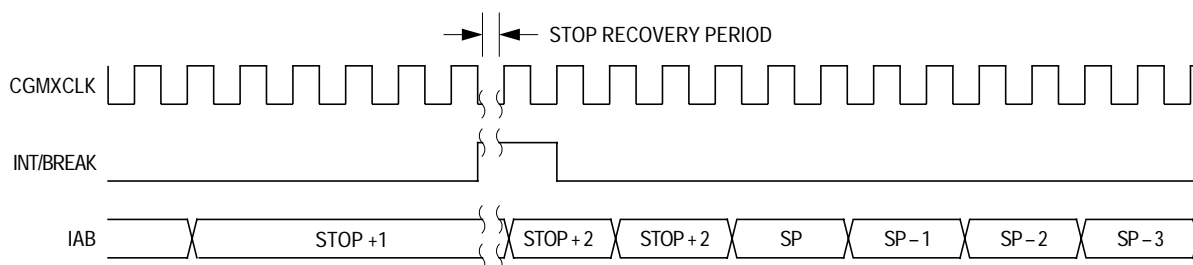 STOP RECOVERY PERIOD
CGMXCLK
INT/BREAK
IAB
STOP +1
STOP + 2
STOP + 2
SP
SP – 1
SP – 2
SP – 3